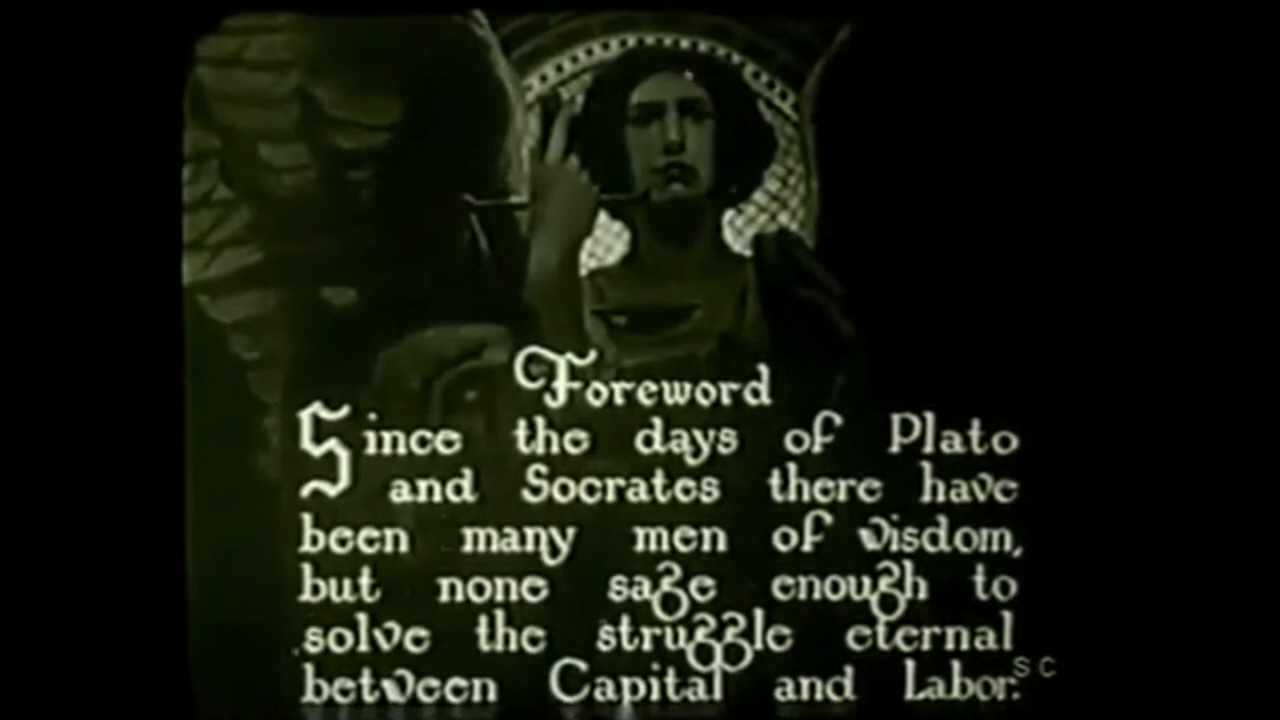 Foreword
Since the days of Plato
and Socrates there have
been many men of wisdom,
but none sage enough to
solve the struggle eternal
between Capital and Labor.
SC